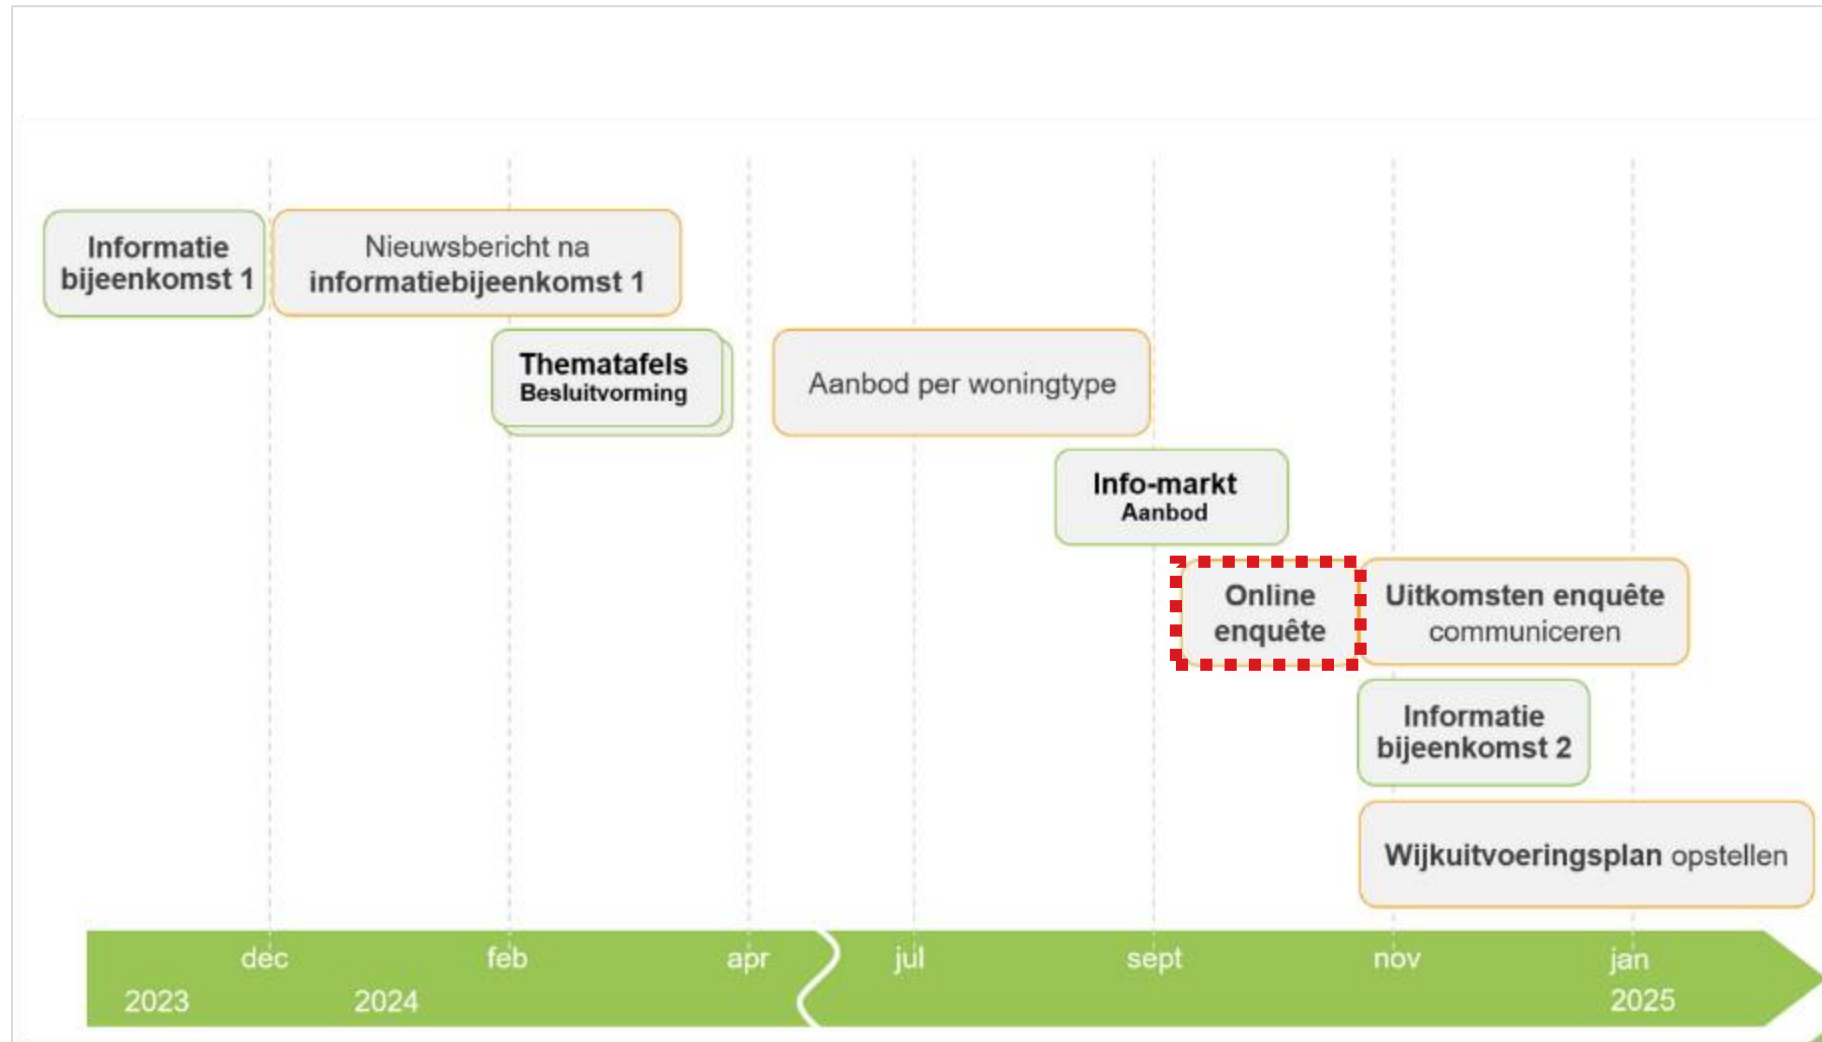 Informatie
bijeenkomst 1
Nieuwsbericht na
informatiebijeenkomst 1
Thematafels
Besluitvorming
Aanbod per woningtype
Info-markt
Aanbod
Online
enquête
Uitkomsten enquête
communiceren
Informatie
bijeenkomst 2
Wijkuitvoeringsplan opstellen
dec feb apr jul sept nov jan
2023 2024 2025